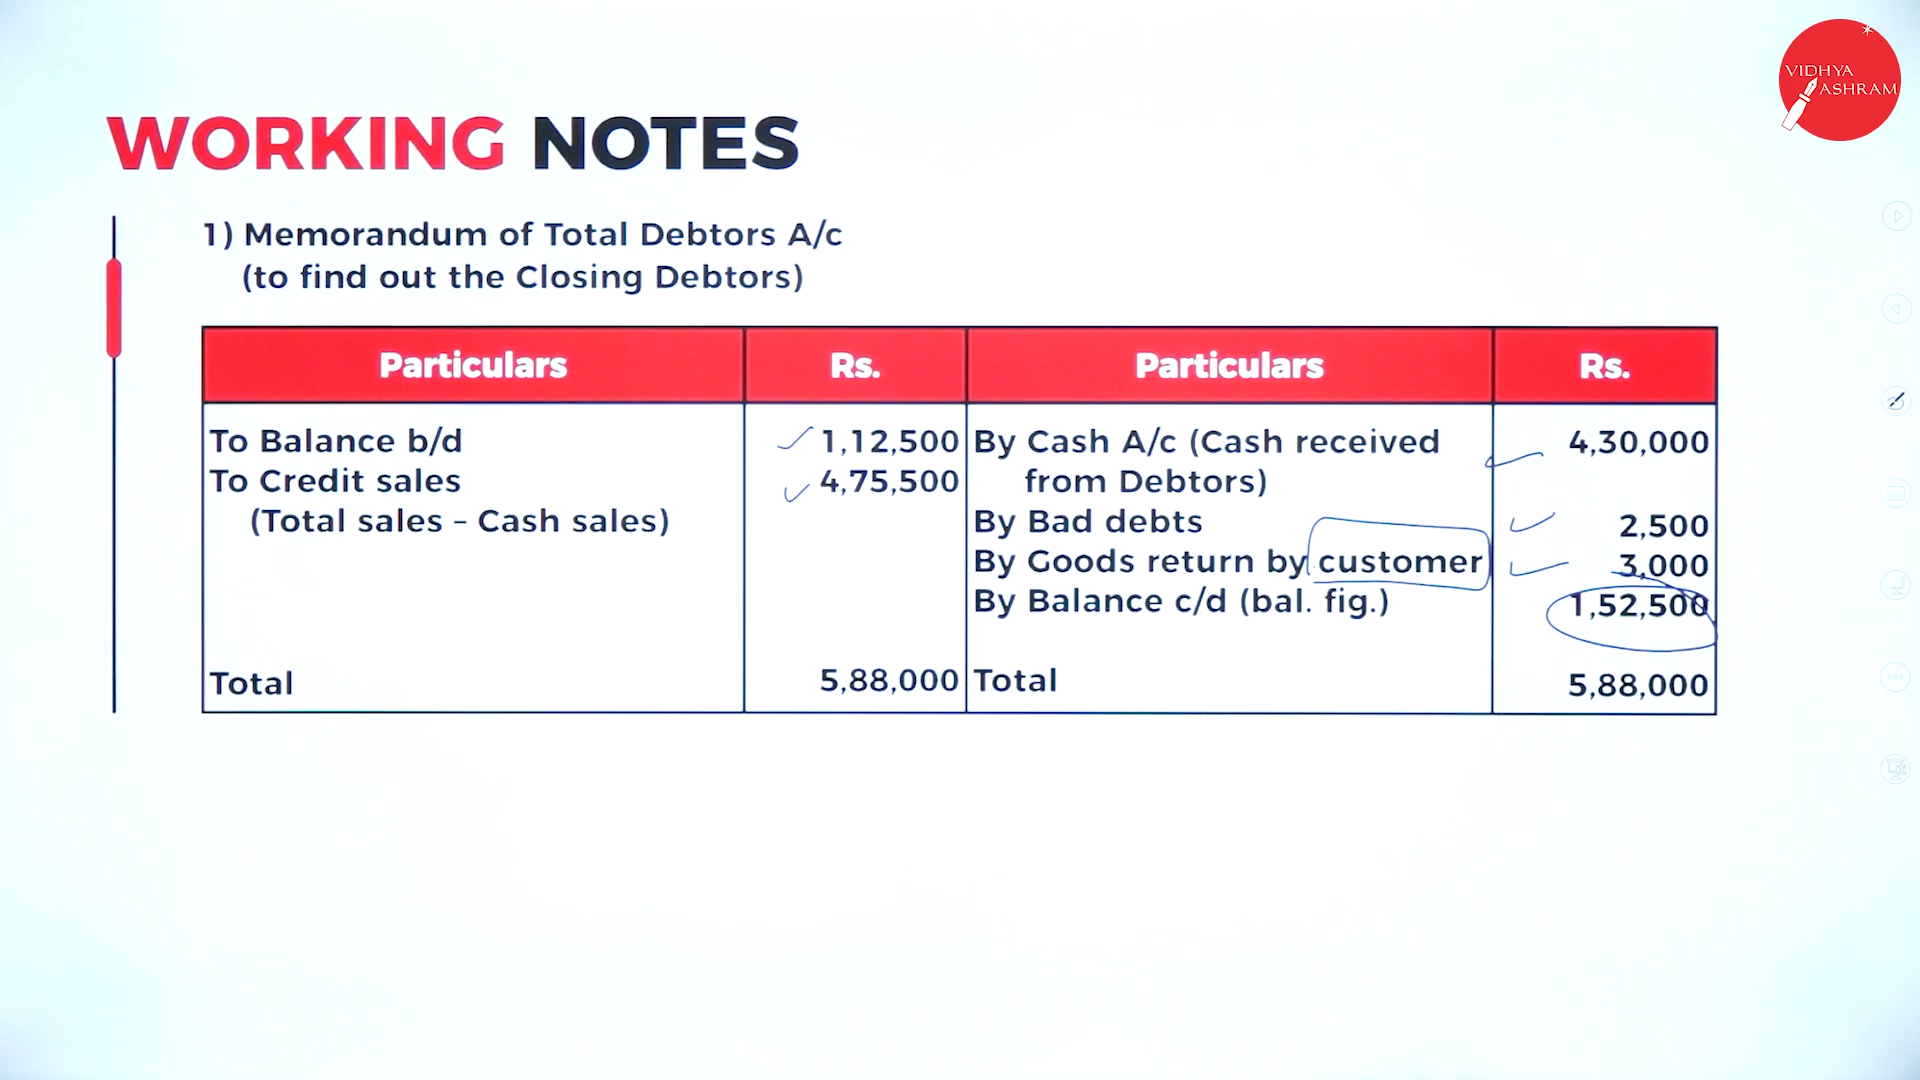 VIDHYA
ASHRAM
WORKING NOTES
1) Memorandum of Total Debtors A/c
(to find out the Closing Debtors)
Particulars Rs. Particulars Rs.
To Balance b/d 1,12,500 By Cash A/c (Cash received 4,30,000
To Credit sales 4,75,500 from Debtors)
(Total sales – Cash sales) By Bad debts 2,500
By Goods return by customer 3,000
By Balance c/d (bal. fig.) 1,52,500
Total 5,88,000 Total 5,88,000